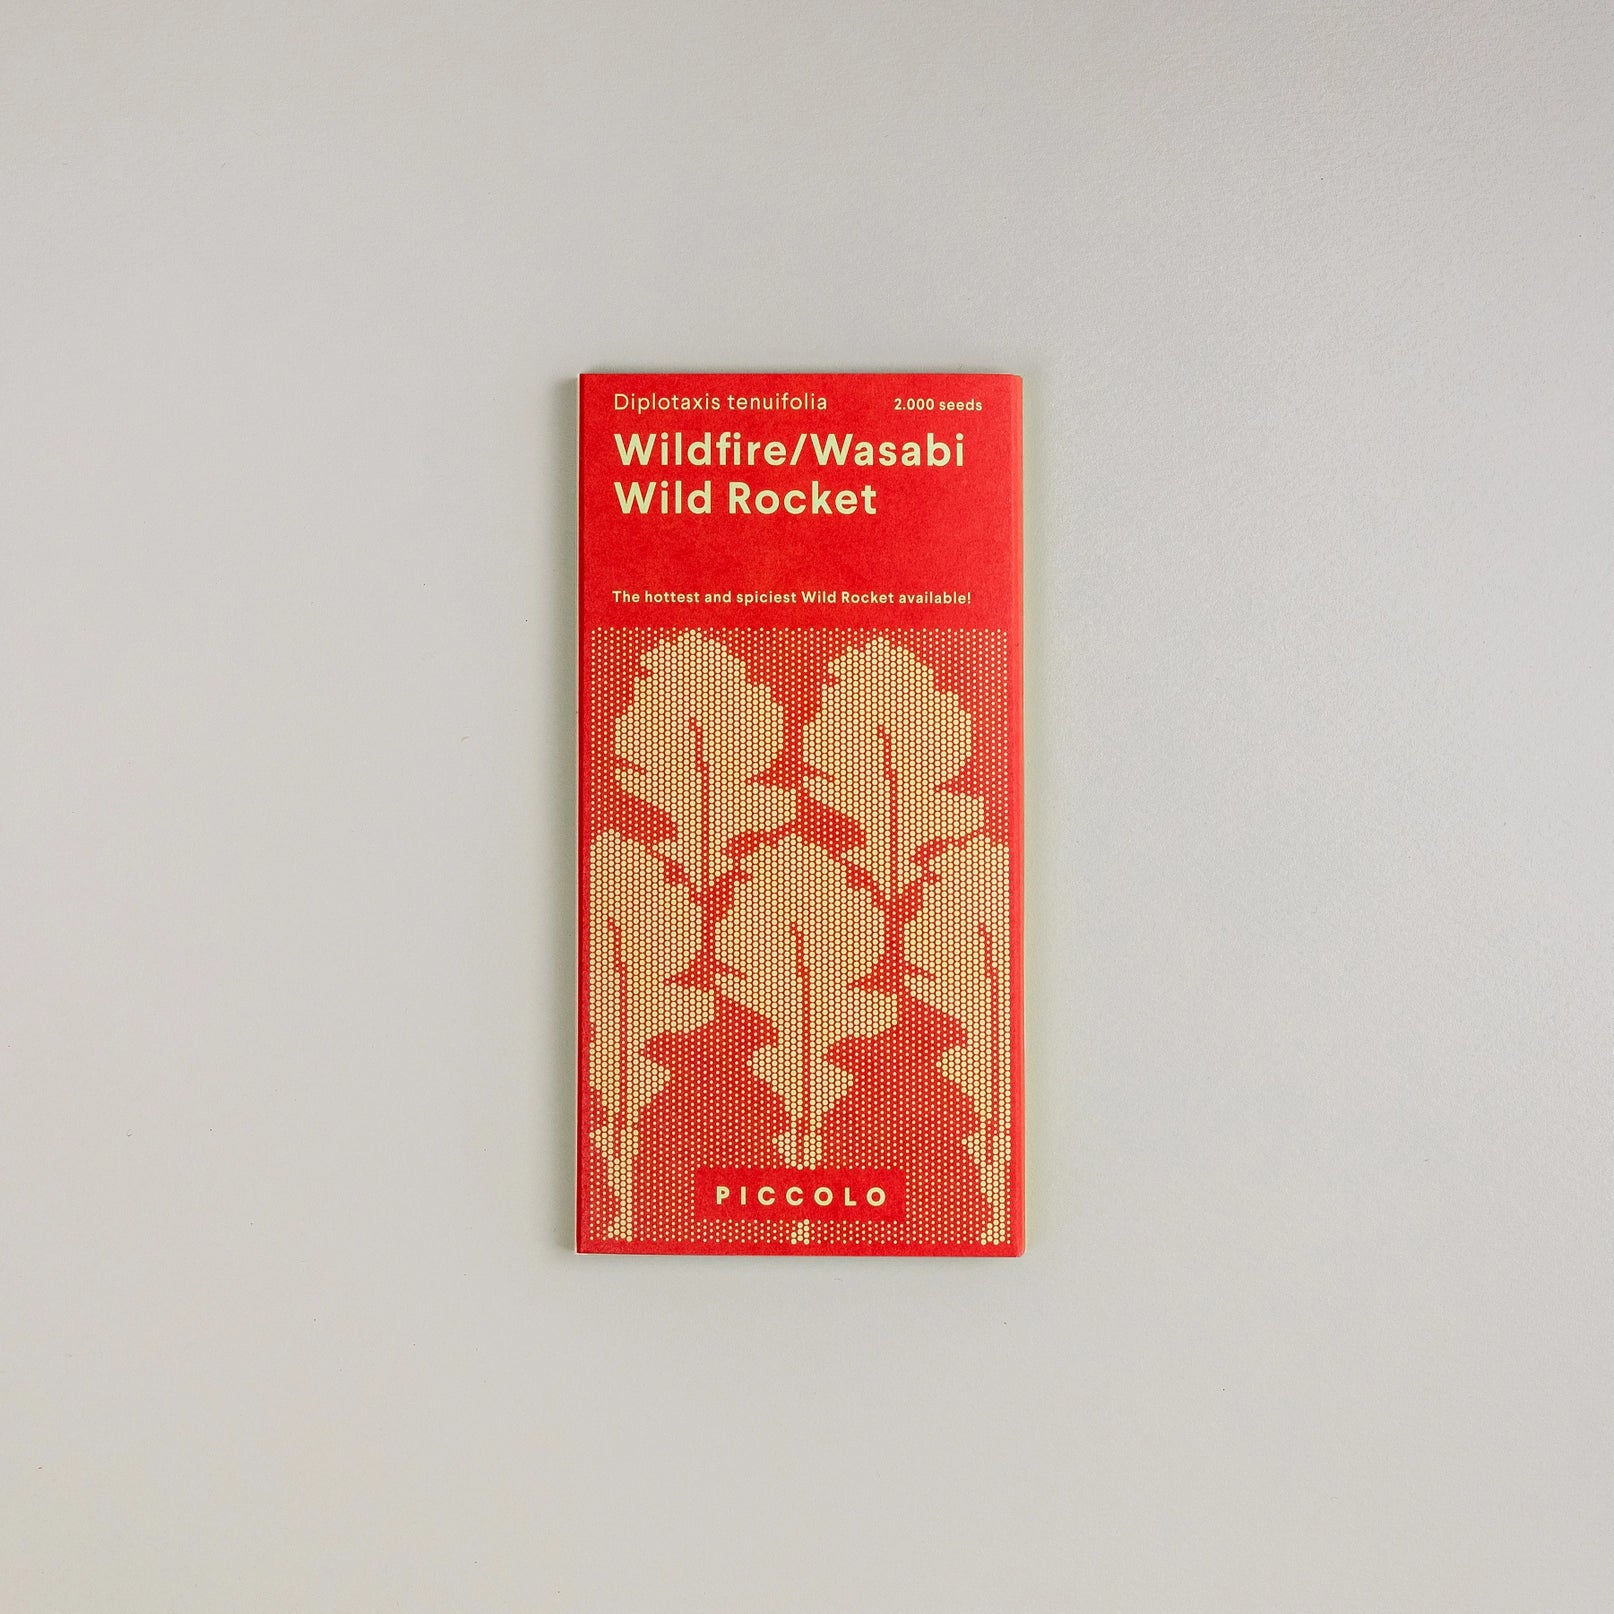 Diplotaxis tenuifolia
2.000 seeds
Wildfire/Wasabi
Wild Rocket
The hottest and spiciest Wild Rocket available!
PICCOLO